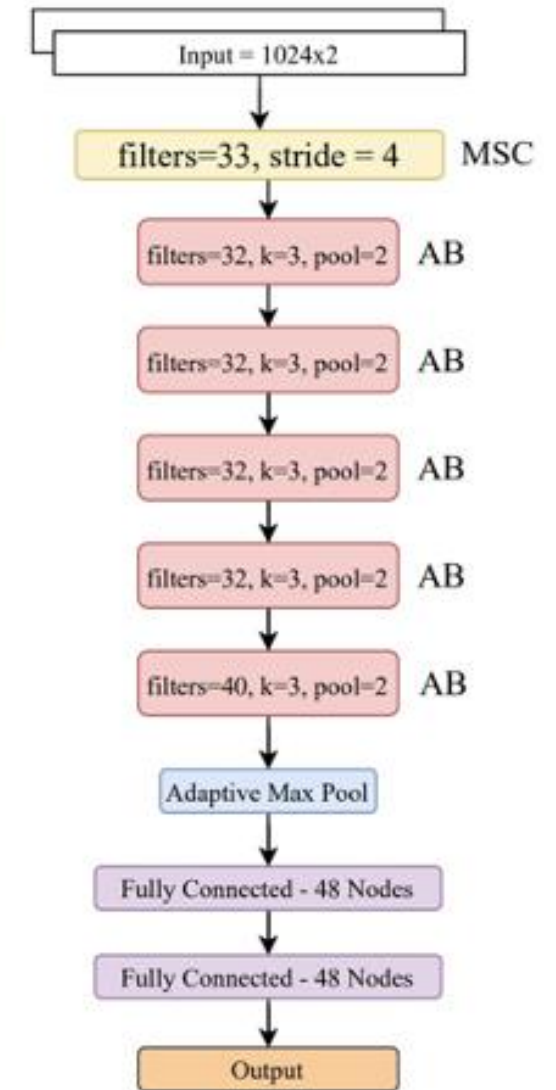 Input = 1024x2
filters=33, stride = 4 MSC
filters=32, k=3, pool=2 AB
filters=32, k=3, pool=2 AB
filters=32, k=3, pool=2 AB
filters=32, k=3, pool=2 AB
filters=40, k=3, pool=2 AB
Adaptive Max Pool
Fully Connected - 48 Nodes
Fully Connected - 48 Nodes
Output